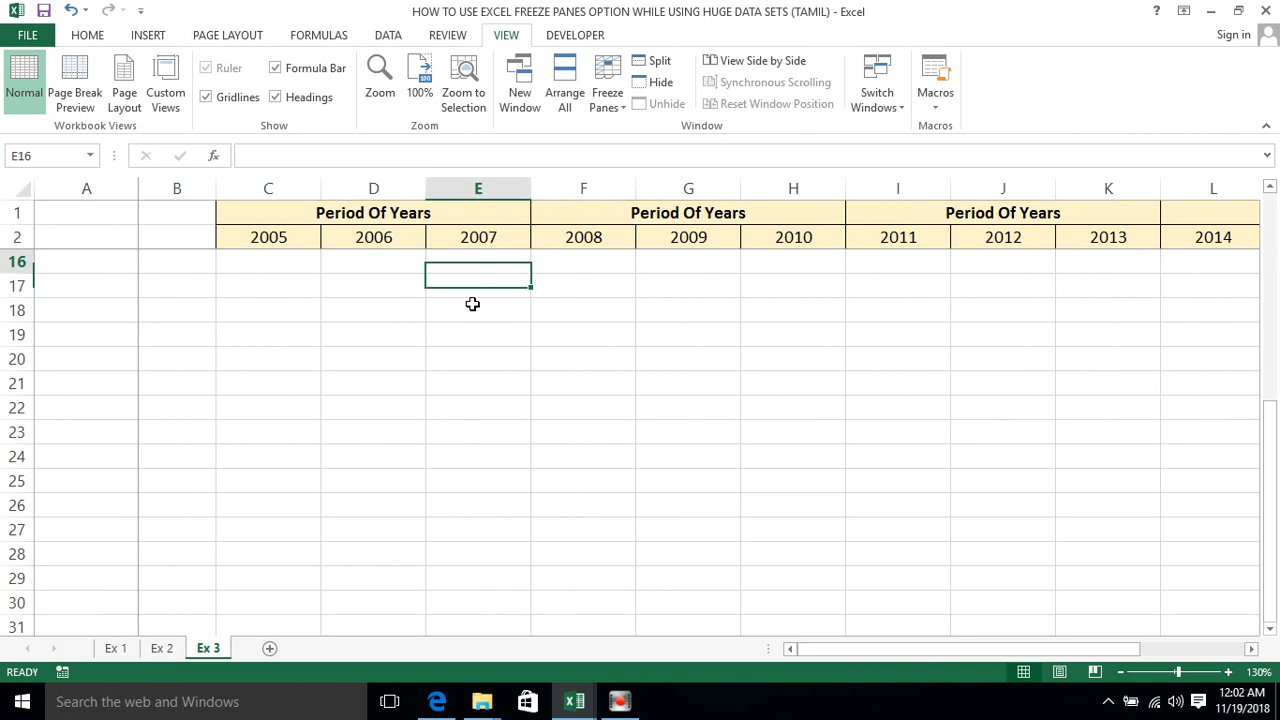 HOW TO USE EXCEL FREEZE PANES OPTION WHILE USING HUGE DATA SETS (TAMIL) - Excel
FILE HOME INSERT PAGE LAYOUT FORMULAS DATA REVIEW VIEW DEVELOPER Sign in
Normal Page Break Preview Page Layout Custom Views
Workbook Views
Ruler Formula Bar
Gridlines Headings
Show
Zoom 100% Zoom to Selection
Zoom
New Window Arrange All Freeze Panes
Split
Hide
Unhide
View Side by Side
Synchronous Scrolling
Reset Window Position
Window
Switch Windows
Macros
Macros
E16 fx
A B C D E F G H I J K L
1 Period Of Years Period Of Years Period Of Years
2 2005 2006 2007 2008 2009 2010 2011 2012 2013 2014
16
17
18
19
20
21
22
23
24
25
26
27
28
29
30
31
Ex 1 Ex 2 Ex 3
READY 130%
Search the web and Windows
12:02 AM
11/19/2018